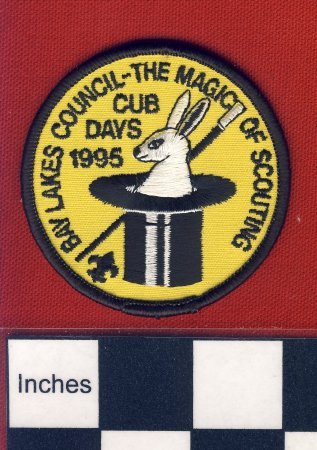 BAY LAKES COUNCIL-THE MAGIC OF SCOUTING
CUB
DAYS
1995
Inches